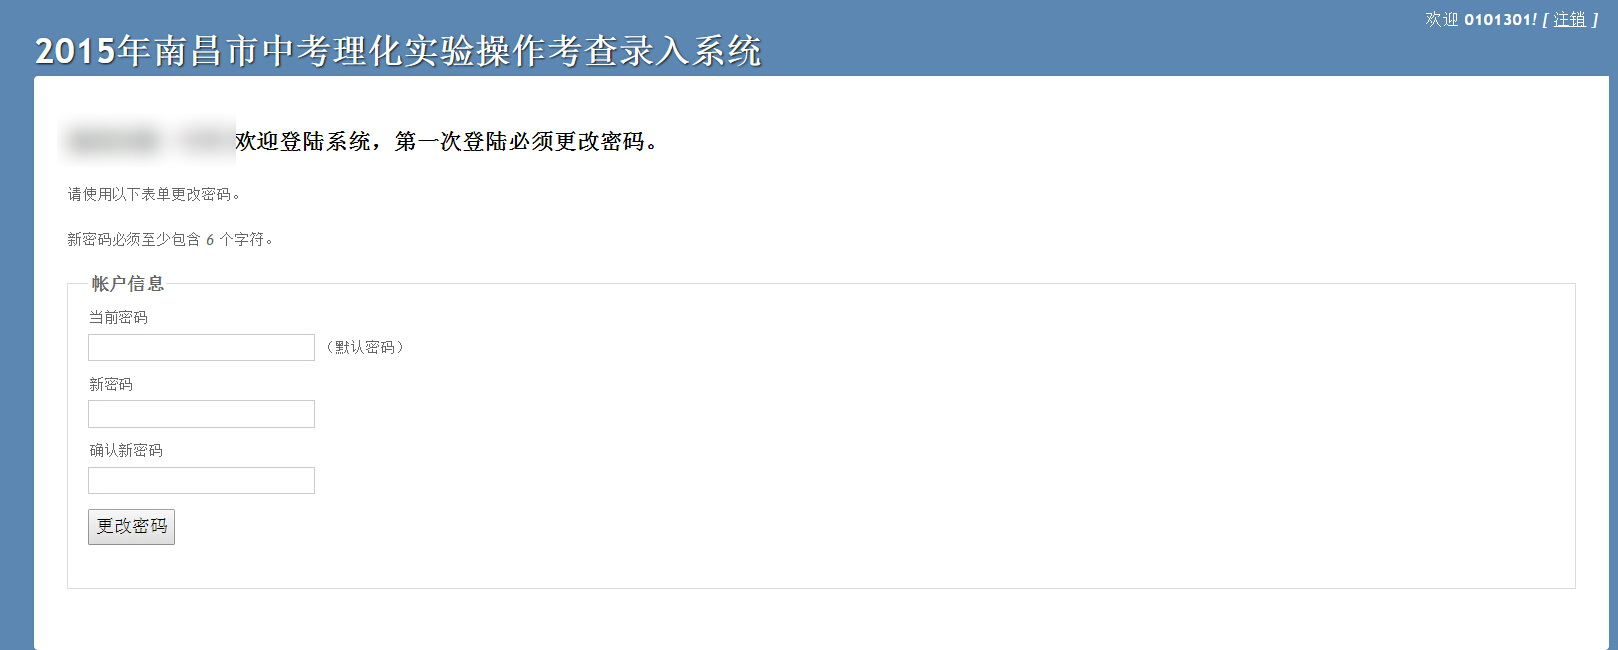 欢迎 0101301! [ 注销 ]
2015年南昌市中考理化实验操作考查录入系统
欢迎登陆系统，第一次登陆必须更改密码。
请使用以下表单更改密码。
新密码必须至少包含 6 个字符。
帐户信息
当前密码
（默认密码）
新密码
确认新密码
更改密码